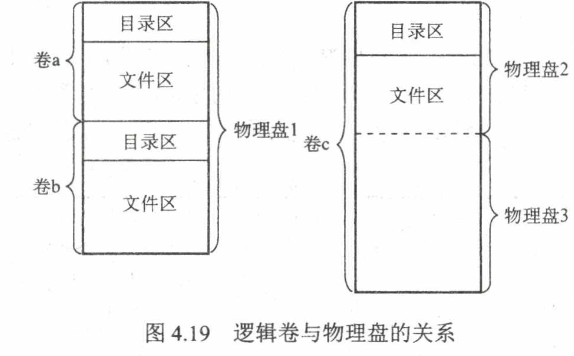 目录区
卷a
文件区
物理盘1
目录区
卷b
文件区
目录区
物理盘2
文件区
卷c
物理盘3
图 4.19 逻辑卷与物理盘的关系